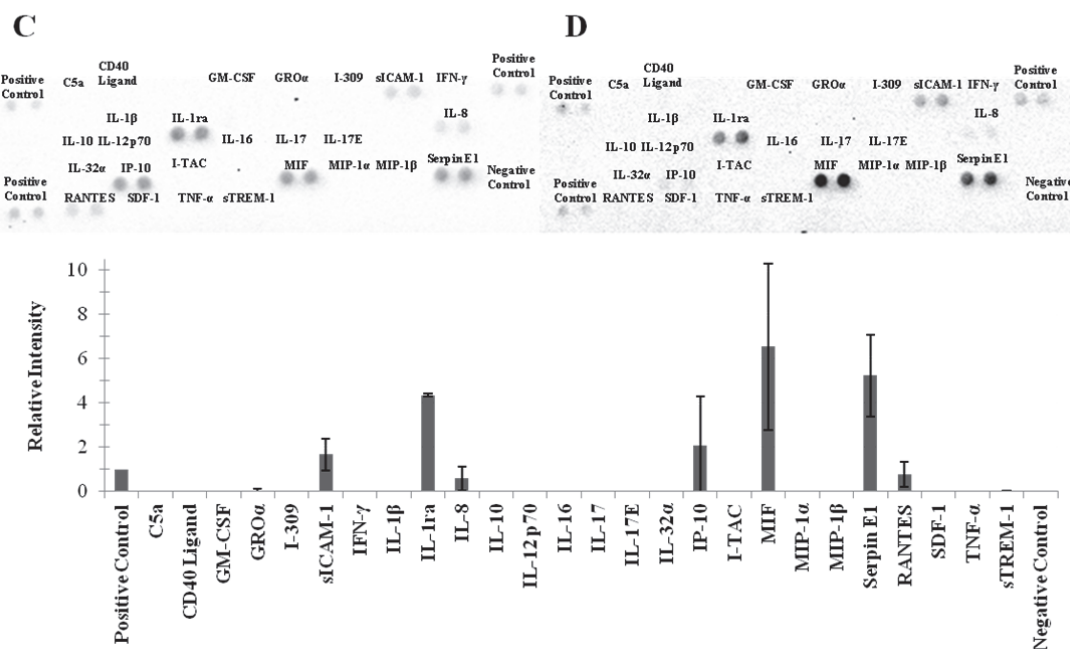 C D
Positive Control C5a CD40 Ligand GM-CSF GROα I-309 sICAM-1 IFN-γ Positive Control
IL-1β IL-1ra IL-8
IL-10 IL-12p70 IL-16 IL-17 IL-17E
IL-32α IP-10 I-TAC MIF MIP-1α MIP-1β Serpin E1 Negative Control
Positive Control RANTES SDF-1 TNF-α sTREM-1
Positive Control C5a CD40 Ligand GM-CSF GROα I-309 sICAM-1 IFN-γ Positive Control
IL-1β IL-1ra IL-8
IL-10 IL-12p70 IL-16 IL-17 IL-17E
IL-32α IP-10 I-TAC MIF MIP-1α MIP-1β Serpin E1 Negative Control
Positive Control RANTES SDF-1 TNF-α sTREM-1
Relative Intensity
10
8
6
4
2
0
Positive Control
C5a
CD40 Ligand
GM-CSF
GROα
I-309
sICAM-1
IFN-γ
IL-1β
IL-1ra
IL-8
IL-10
IL-12p70
IL-16
IL-17
IL-17E
IL-32α
IP-10
I-TAC
MIF
MIP-1α
MIP-1β
Serpin E1
RANTES
SDF-1
TNF-α
sTREM-1
Negative Control